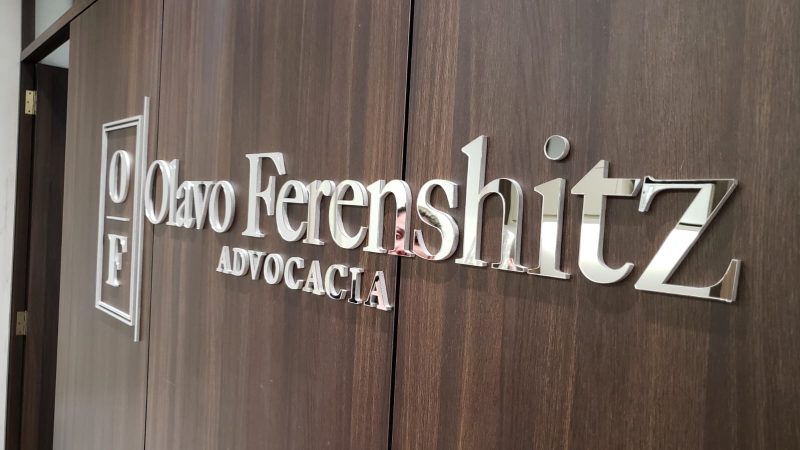 O
F
Olavo Ferenshitz
ADVOCACIA